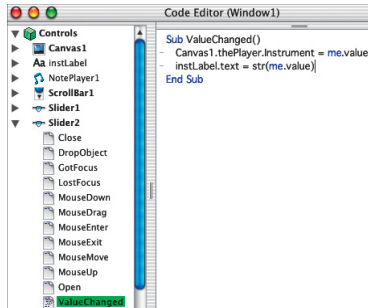 Code Editor (Window1)
Controls
Canvas1
Aa instLabel
NotePlayer1
ScrollBar1
Slider1
Slider2
Close
DropObject
GotFocus
LostFocus
MouseDown
MouseDrag
MouseEnter
MouseExit
MouseMove
MouseUp
Open
ValueChanged
Sub ValueChanged()
Canvas1.thePlayer.Instrument = me.value
instLabel.text = str(me.value)
End Sub